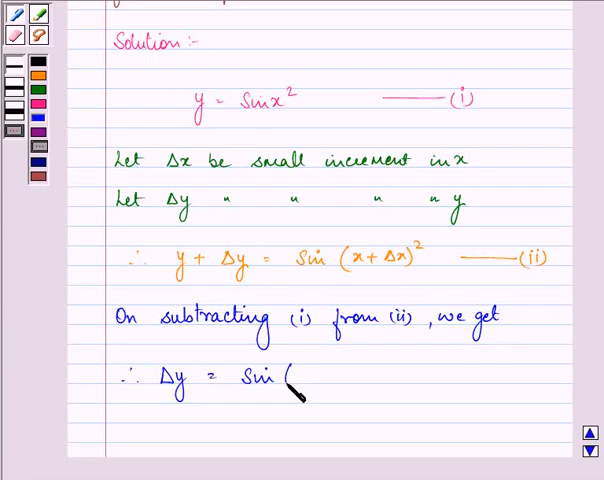 Solution :-
y = sin x² ——— (i)
Let Δx be small increment in x
Let Δy " " " " y
∴ y + Δy = sin (x + Δx)² ——— (ii)
On subtracting (i) from (ii), we get
∴ Δy = sin (